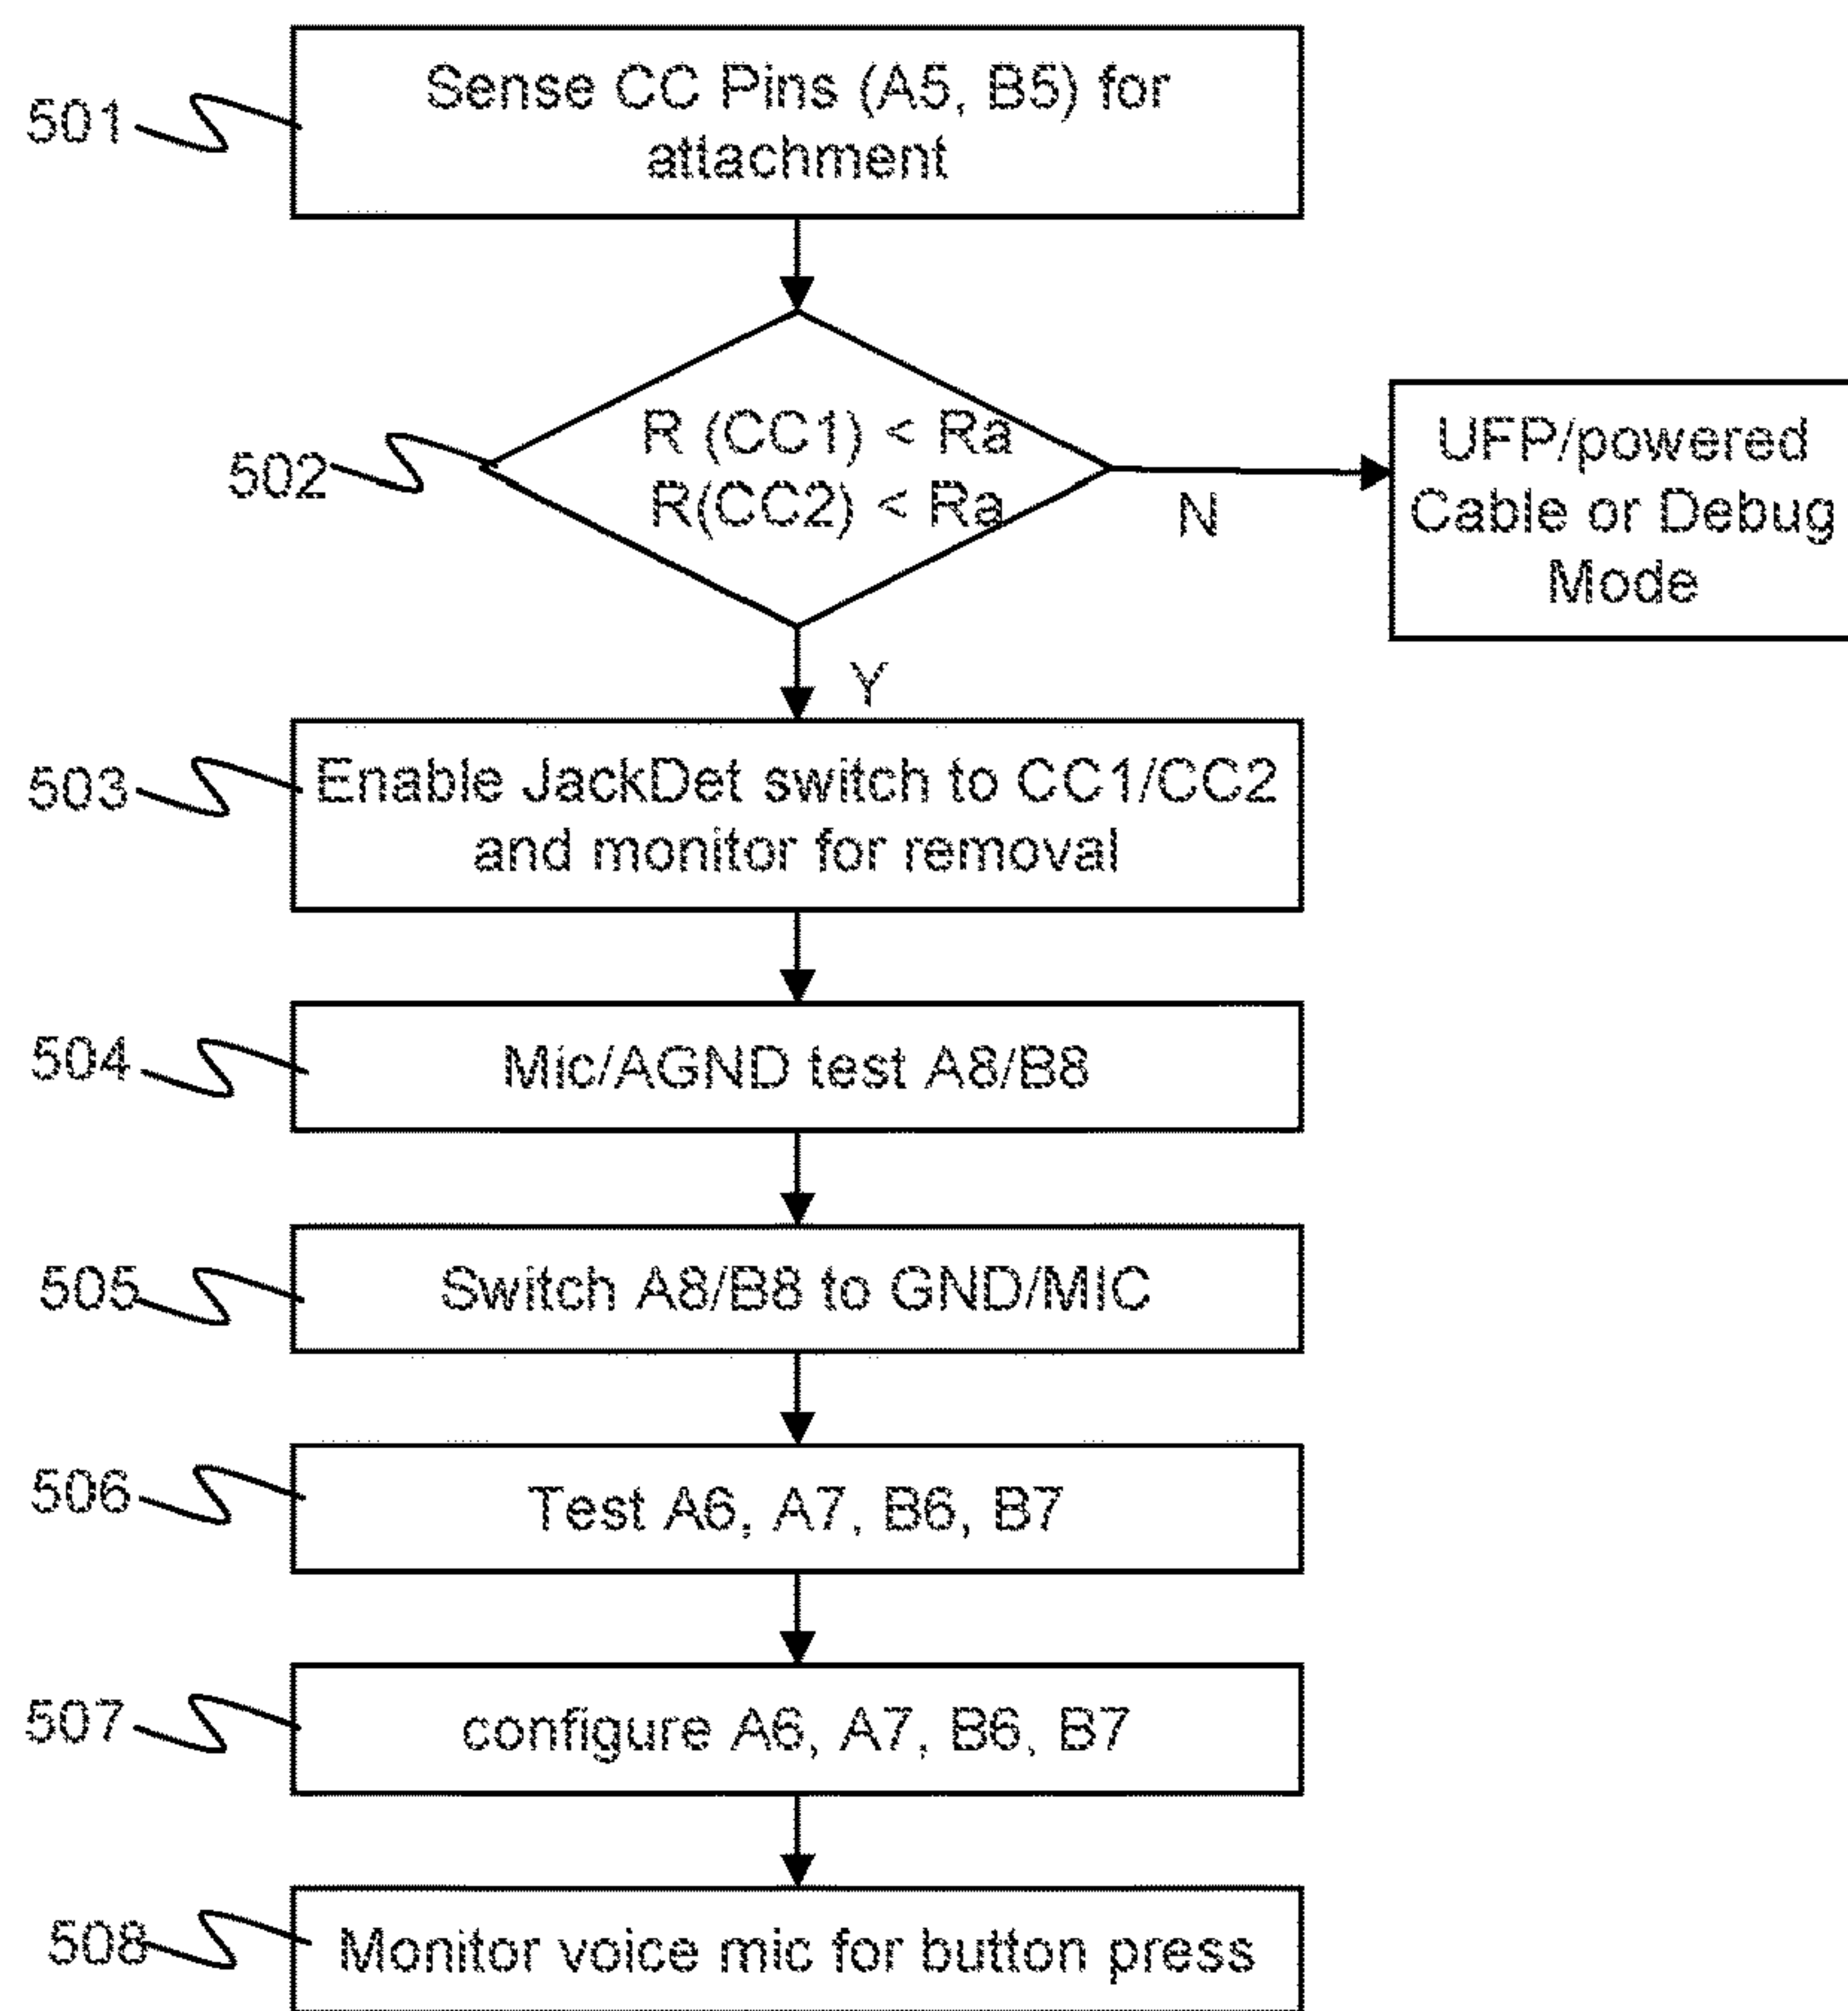 501
Sense CC Pins (A5, B5) for
attachment
502
R (CC1) < Ra
R(CC2) < Ra
N
UFP/powered
Cable or Debug
Mode
Y
503
Enable JackDet switch to CC1/CC2
and monitor for removal
504
Mic/AGND test A8/B8
505
Switch A8/B8 to GND/MIC
506
Test A6, A7, B6, B7
507
configure A6, A7, B6, B7
508
Monitor voice mic for button press